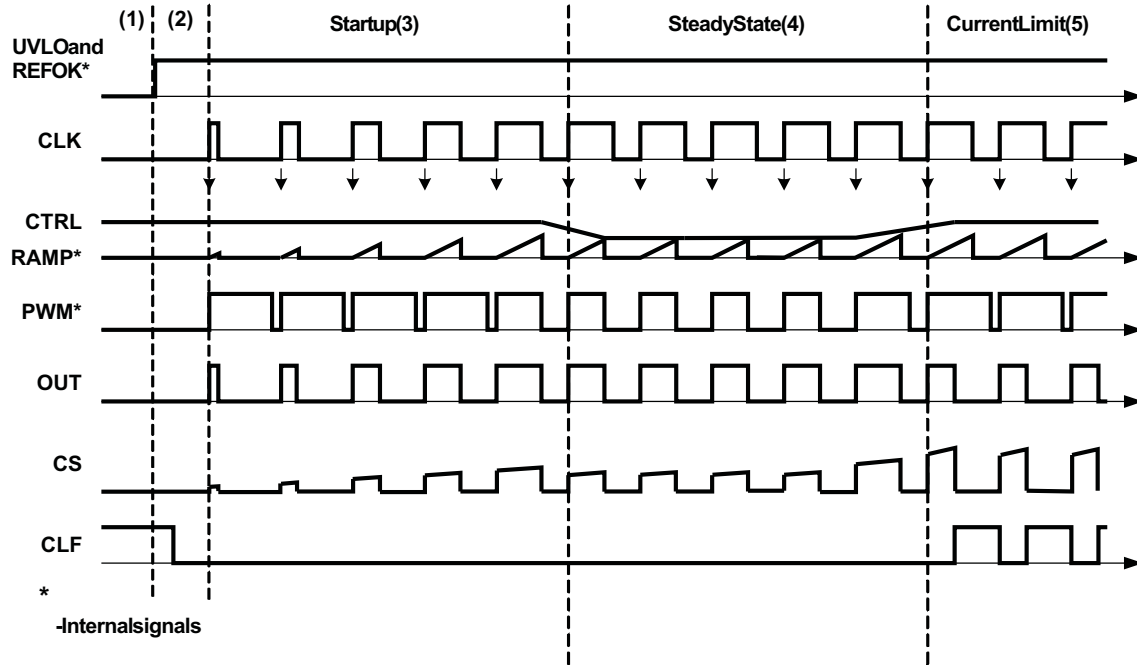 (1) (2) Startup(3) SteadyState(4) CurrentLimit(5)
UVLOand
REFOK*
CLK
CTRL
RAMP*
PWM*
OUT
CS
CLF
*
-Internalsignals